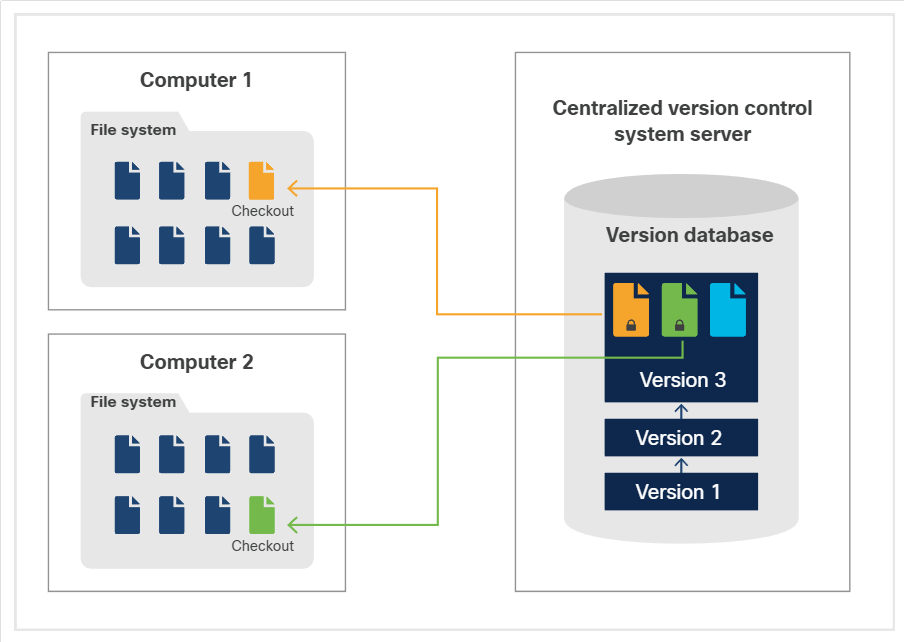 Computer 1
File system
Checkout
Computer 2
File system
Checkout
Centralized version control
system server
Version database
Version 3
Version 2
Version 1